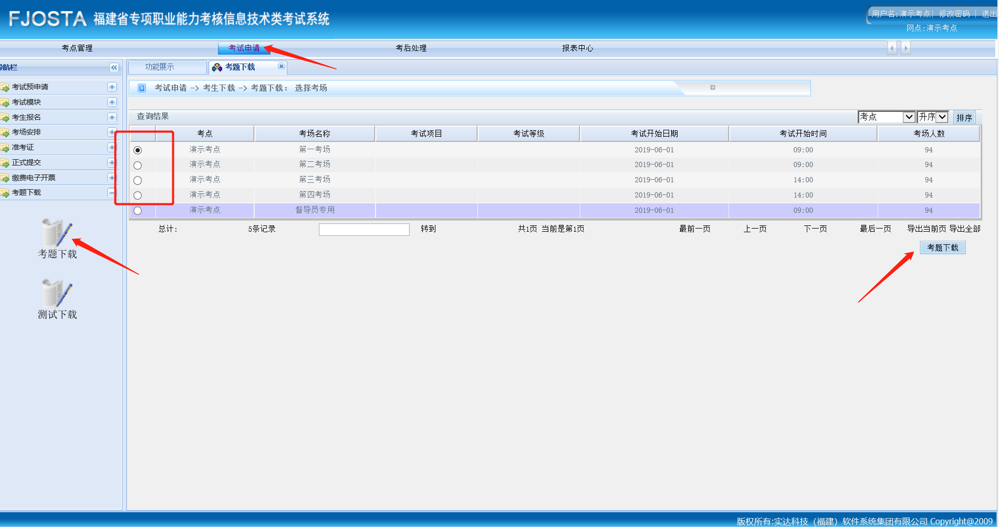 FJOSTA 福建省专项职业能力考核信息技术类考试系统
用户名:演示考点| 修改密码 | 退出
网点:演示考点
考点管理 考试申请 考后处理 报表中心
导航栏
功能展示 考题下载
考试预申请
考试模块
考生报名
考场安排
准考证
正式提交
缴费电子开票
考题下载
考题下载
测试下载
考试申请 -> 考生下载 -> 考题下载： 选择考场
查询结果 考点 升序 排序
考点 考场名称 考试项目 考试等级 考试开始日期 考试开始时间 考场人数
演示考点 第一考场 2019-06-01 09:00 94
演示考点 第二考场 2019-06-01 09:00 94
演示考点 第三考场 2019-06-01 14:00 94
演示考点 第四考场 2019-06-01 14:00 94
演示考点 督导员专用 2019-06-01 09:00 94
总计: 5条记录 转到 共1页 当前是第1页 最前一页 上一页 下一页 最后一页 导出当前页 导出全部
考题下载
版权所有:实达科技（福建）软件系统集团有限公司 Copyright@2009